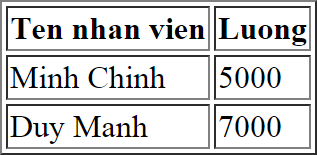 Ten nhan vien Luong
Minh Chinh 5000
Duy Manh 7000